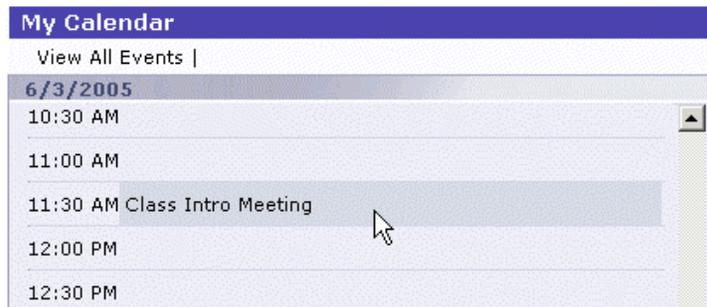 My Calendar
View All Events |
6/3/2005
10:30 AM
11:00 AM
11:30 AM Class Intro Meeting
12:00 PM
12:30 PM